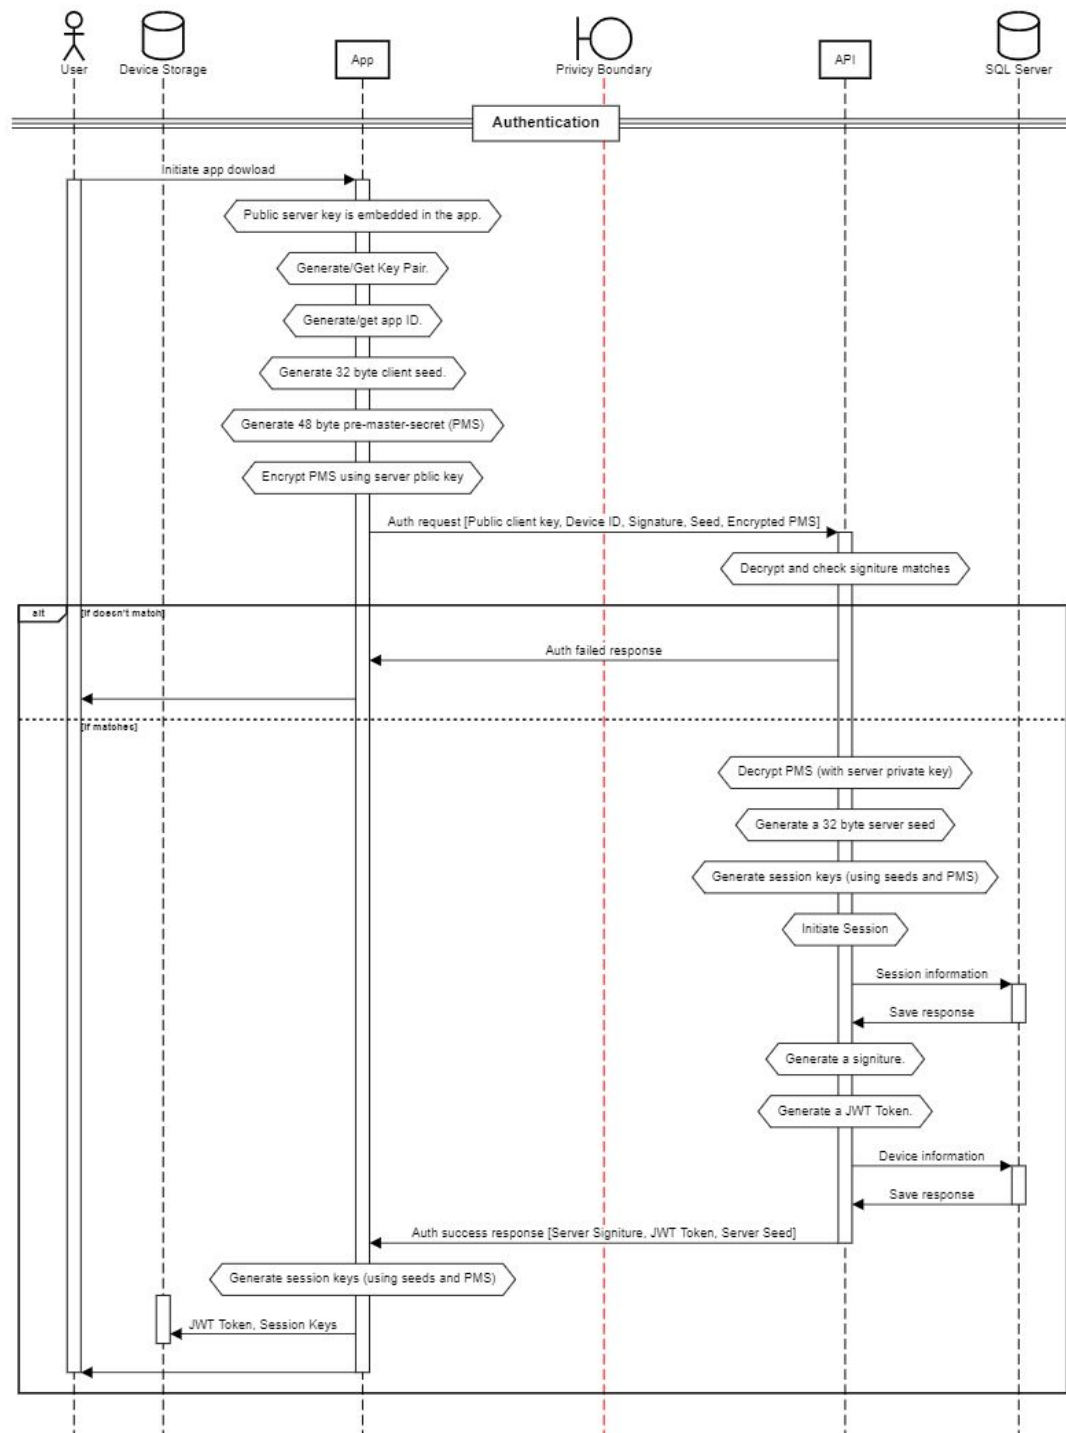 User
Device Storage
App
Privicy Boundary
API
SQL Server
Authentication
Initiate app dowload
Public server key is embedded in the app.
Generate/Get Key Pair.
Generate/get app ID.
Generate 32 byte client seed.
Generate 48 byte pre-master-secret (PMS)
Encrypt PMS using server pblic key
Auth request [Public client key, Device ID, Signature, Seed, Encrypted PMS]
Decrypt and check signiture matches
alt
[If doesn't match]
Auth failed response
[If matches]
Decrypt PMS (with server private key)
Generate a 32 byte server seed
Generate session keys (using seeds and PMS)
Initiate Session
Session information
Save response
Generate a signiture.
Generate a JWT Token.
Device information
Save response
Auth success response [Server Signiture, JWT Token, Server Seed]
Generate session keys (using seeds and PMS)
JWT Token, Session Keys